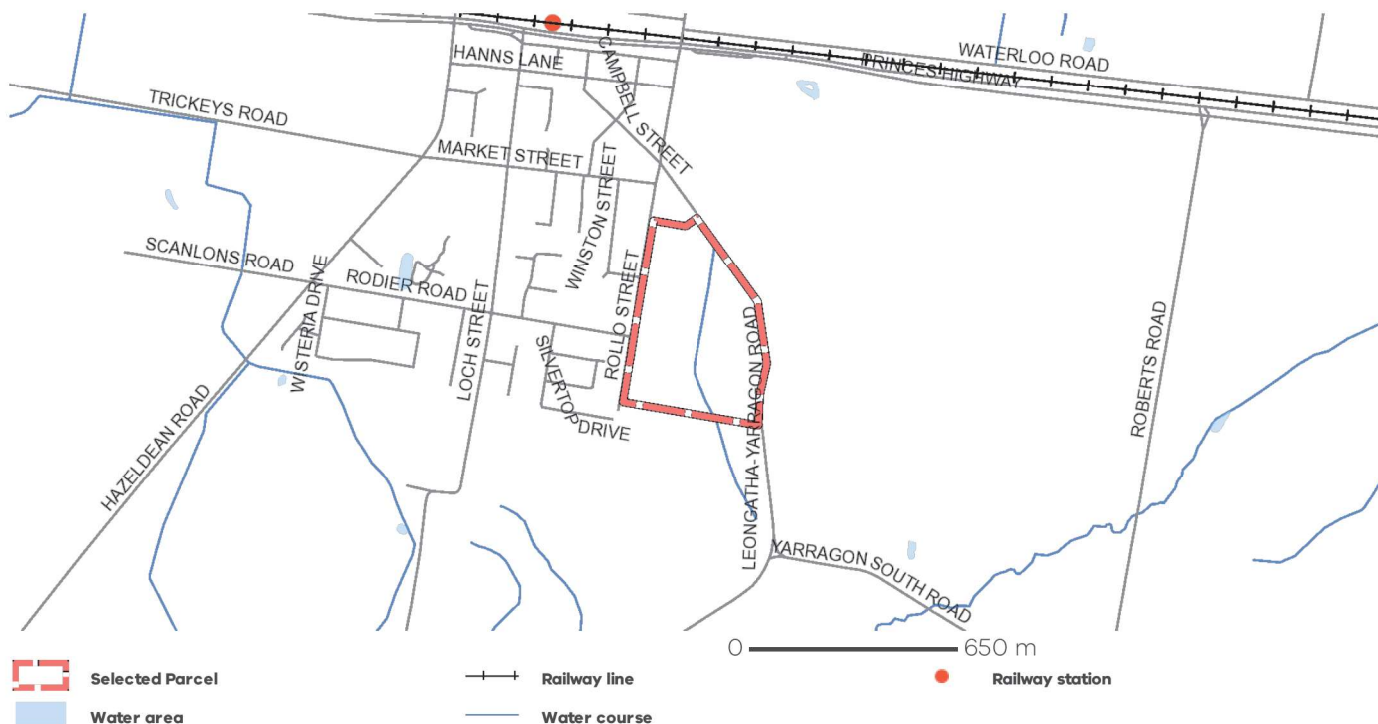 WATERLOO ROAD
PRINCES HIGHWAY
HANNS LANE
CAMPBELL STREET
TRICKEYS ROAD
MARKET STREET
WINSTON STREET
SCANLONS ROAD
RODIER ROAD
WISTERIA DRIVE
LOCH STREET
ROLLO STREET
SILVERTOP DRIVE
LEONGATHA-YARRAGON ROAD
ROBERTS ROAD
HAZELDEAN ROAD
YARRAGON SOUTH ROAD
0 650 m
Selected Parcel
Railway line
Railway station
Water area
Water course